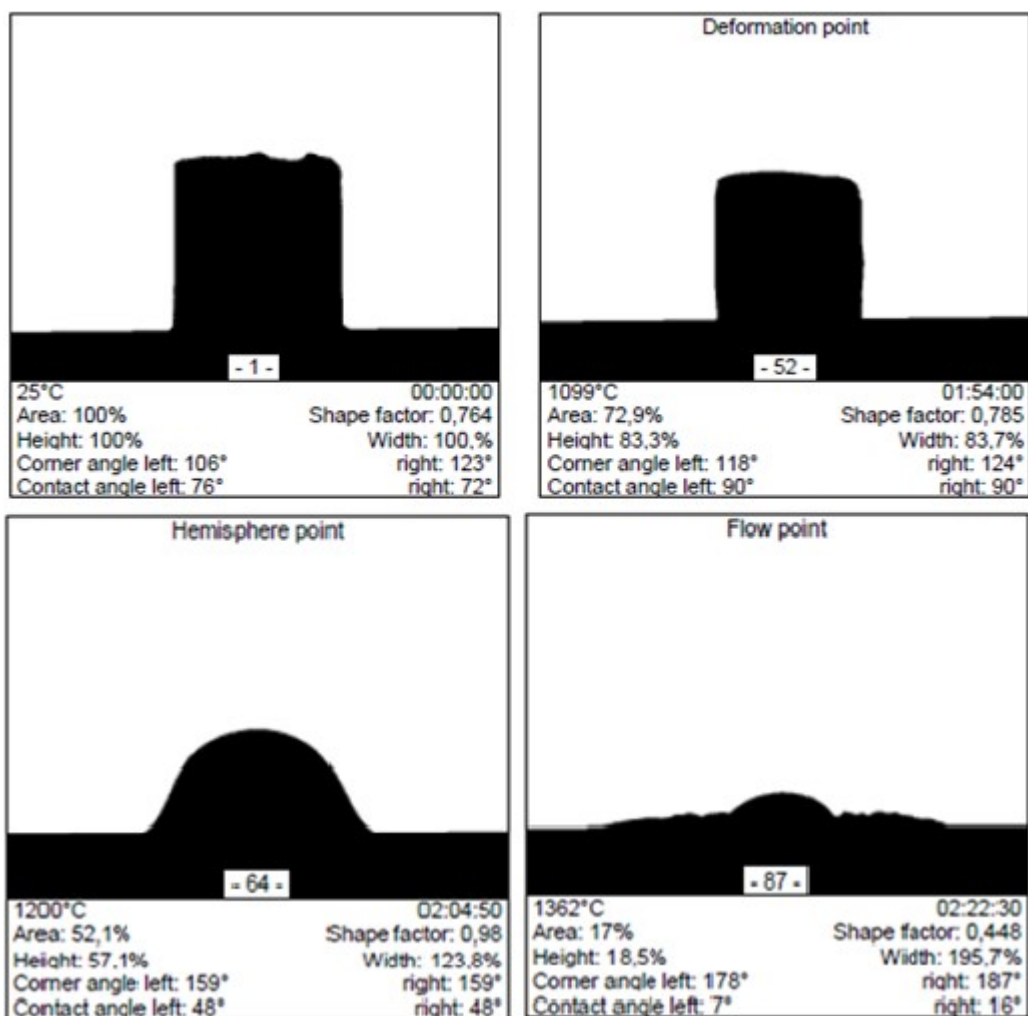 - 1 -
25°C 00:00:00
Area: 100% Shape factor: 0,764
Height: 100% Width: 100,%
Corner angle left: 106° right: 123°
Contact angle left: 76° right: 72°
Deformation point
- 52 -
1099°C 01:54:00
Area: 72,9% Shape factor: 0,785
Height: 83,3% Width: 83,7%
Corner angle left: 118° right: 124°
Contact angle left: 90° right: 90°
Hemisphere point
- 64 -
1200°C 02:04:50
Area: 52,1% Shape factor: 0,98
Height: 57,1% Width: 123,8%
Corner angle left: 159° right: 159°
Contact angle left: 48° right: 48°
Flow point
- 87 -
1362°C 02:22:30
Area: 17% Shape factor: 0,448
Height: 18,5% Width: 195,7%
Corner angle left: 178° right: 187°
Contact angle left: 7° right: 16°